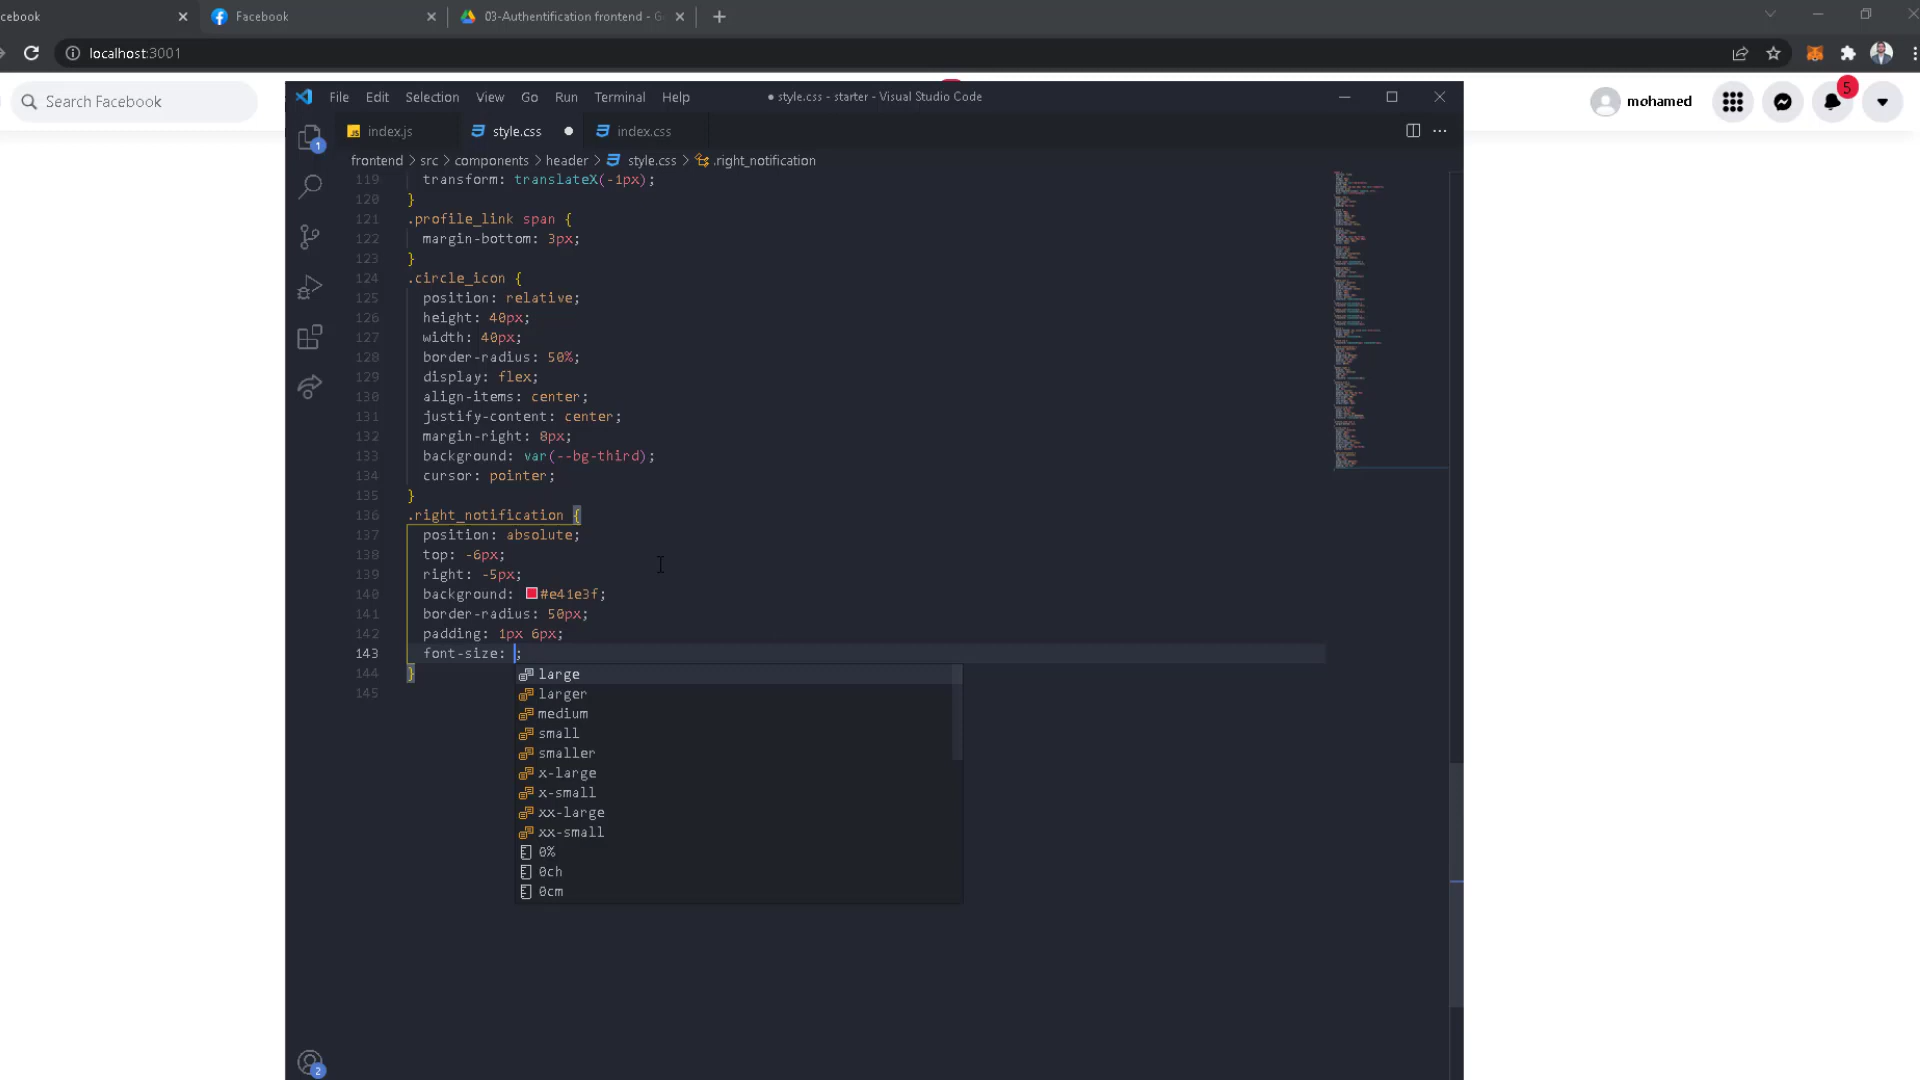 cebook
Facebook
03-Authentification frontend - G
localhost:3001
Search Facebook
mohamed
5
File Edit Selection View Go Run Terminal Help
● style.css - starter - Visual Studio Code
index.js
style.css
index.css
frontend > src > components > header > style.css > .right_notification
119 transform: translateX(-1px);
120 }
121 .profile_link span {
122 margin-bottom: 3px;
123 }
124 .circle_icon {
125 position: relative;
126 height: 40px;
127 width: 40px;
128 border-radius: 50%;
129 display: flex;
130 align-items: center;
131 justify-content: center;
132 margin-right: 8px;
133 background: var(--bg-third);
134 cursor: pointer;
135 }
136 .right_notification {
137 position: absolute;
138 top: -6px;
139 right: -5px;
140 background: #e41e3f;
141 border-radius: 50px;
142 padding: 1px 6px;
143 font-size: ;
144 }
145
large
larger
medium
small
smaller
x-large
x-small
xx-large
xx-small
0%
0ch
0cm
1
2